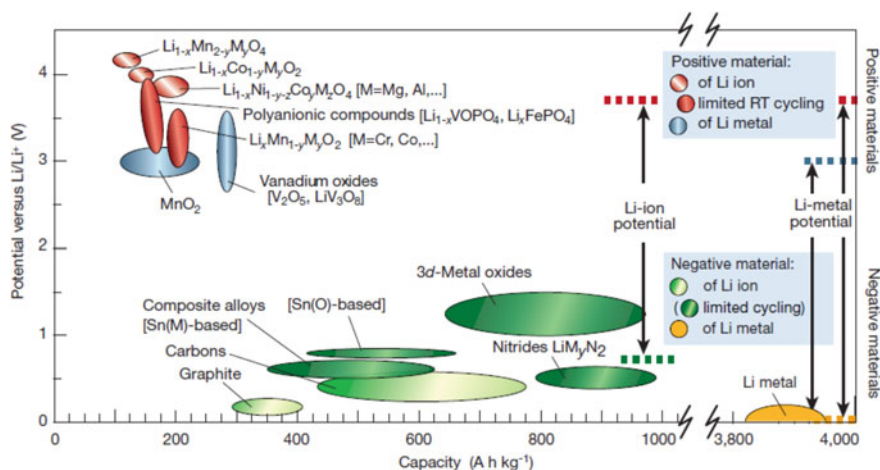 Li1-xMn2-yMyO4
Li1-xCo1-yMyO2
Li1-xNi1-y-zCoyMzO4 [M=Mg, Al,...]
Polyanionic compounds [Li1-xVOPO4, LixFePO4]
LixMn1-yMyO2 [M=Cr, Co,...]
MnO2
Vanadium oxides
[V2O5, LiV3O8]
Positive material:
of Li ion
limited RT cycling
of Li metal
Positive materials
Li-ion
potential
Li-metal
potential
Negative material:
of Li ion
( limited cycling)
of Li metal
Negative materials
3d-Metal oxides
[Sn(O)-based]
Composite alloys
[Sn(M)-based]
Carbons
Graphite
Nitrides LiMyN2
Li metal
Potential versus Li/Li+ (V)
4
3
2
1
0
0 200 400 600 800 1000 3,800 4,000
Capacity (A h kg-1)